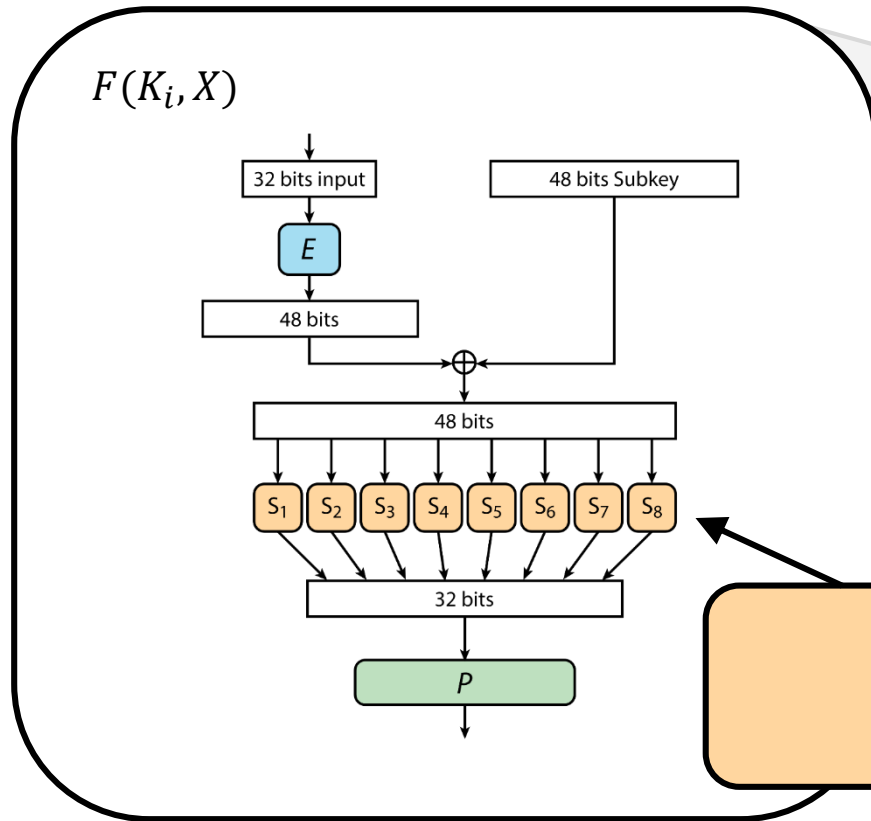 F(Kᵢ, X)
32 bits input
48 bits Subkey
E
48 bits
48 bits
S₁ S₂ S₃ S₄ S₅ S₆ S₇ S₈
32 bits
P